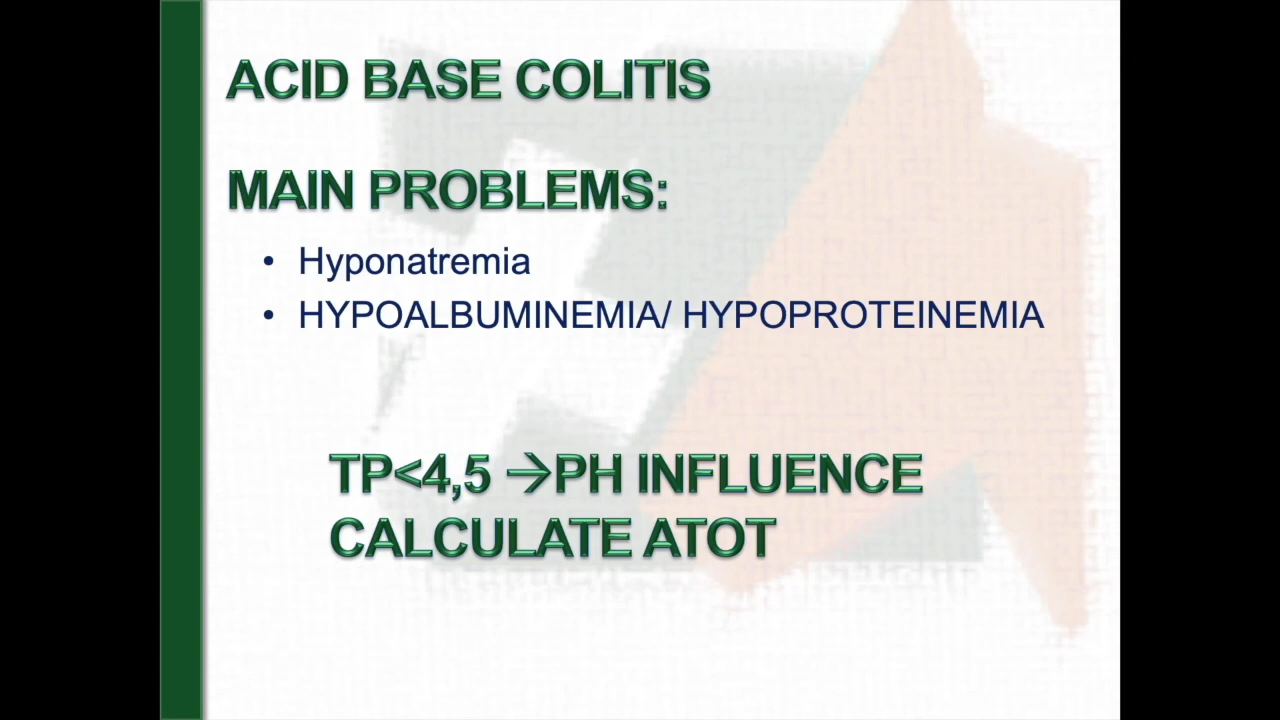 ACID BASE COLITIS
MAIN PROBLEMS:
• Hyponatremia
• HYPOALBUMINEMIA/ HYPOPROTEINEMIA
TP<4,5 →PH INFLUENCE
CALCULATE ATOT